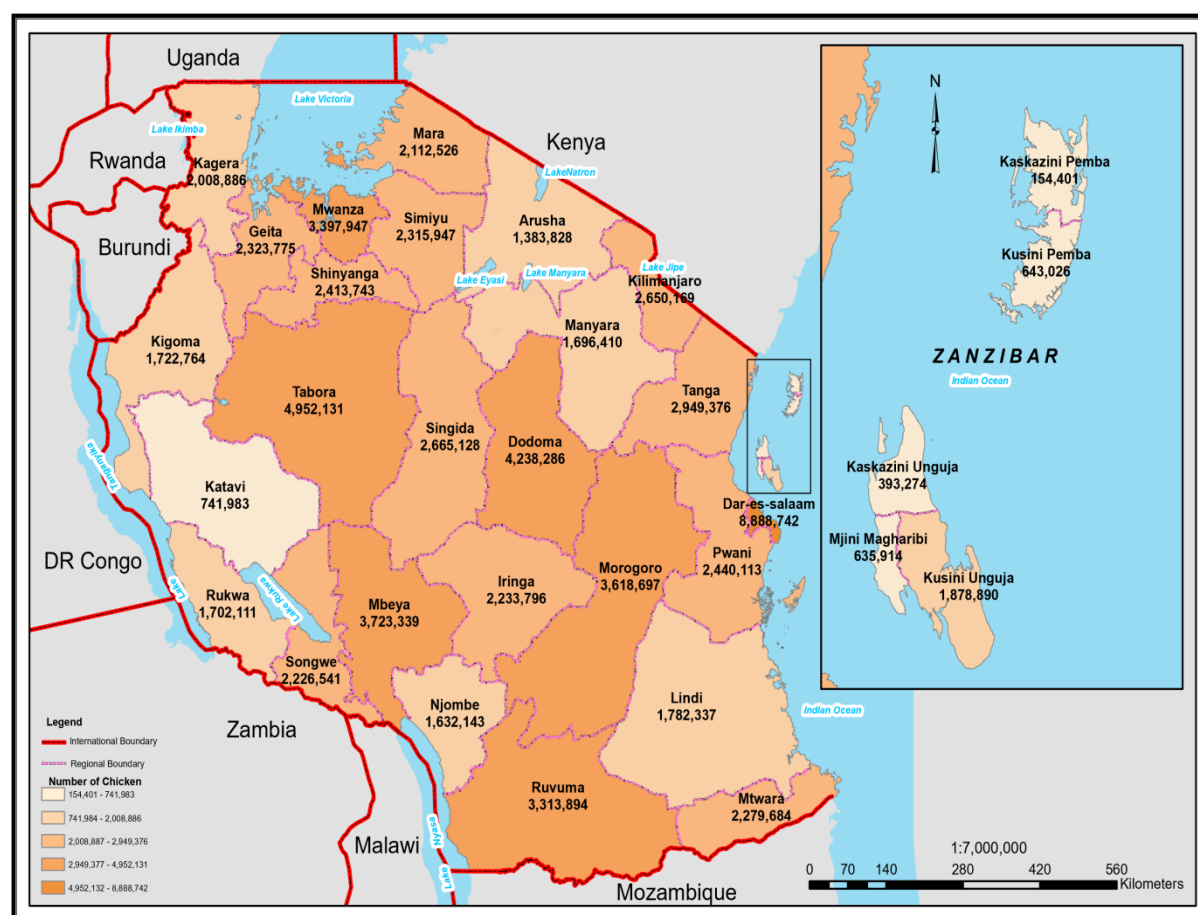 Uganda
Lake Victoria
Lake Ikimba
Rwanda
Kagera
2,008,886
Mara
2,112,526
Kenya
LakeNatron
Burundi
Geita
2,323,775
Mwanza
3,397,947
Simiyu
2,315,947
Arusha
1,383,828
Shinyanga
2,413,743
Lake Eyasi
Lake Manyara
Lake Jipe
Kilimanjaro
2,650,169
Kigoma
1,722,764
Manyara
1,696,410
Tabora
4,952,131
Singida
2,665,128
Dodoma
4,238,286
Tanga
2,949,376
Katavi
741,983
Lake Tanganyika
DR Congo
Dar-es-salaam
8,888,742
Pwani
2,440,113
Morogoro
3,618,697
Iringa
2,233,796
Mbeya
3,723,339
Rukwa
1,702,111
Lake Rukwa
Songwe
2,226,541
Njombe
1,632,143
Lindi
1,782,337
Indian Ocean
Zambia
Ruvuma
3,313,894
Mtwara
2,279,684
Malawi
Lake Nyasa
Mozambique
N
Kaskazini Pemba
154,401
Kusini Pemba
643,026
ZANZIBAR
Indian Ocean
Kaskazini Unguja
393,274
Mjini Magharibi
635,914
Kusini Unguja
1,878,890
Legend
International Boundary
Regional Boundary
Number of Chicken
154,401 - 741,983
741,984 - 2,008,886
2,008,887 - 2,949,376
2,949,377 - 4,952,131
4,952,132 - 8,888,742
1:7,000,000
0 70 140 280 420 560
Kilometers